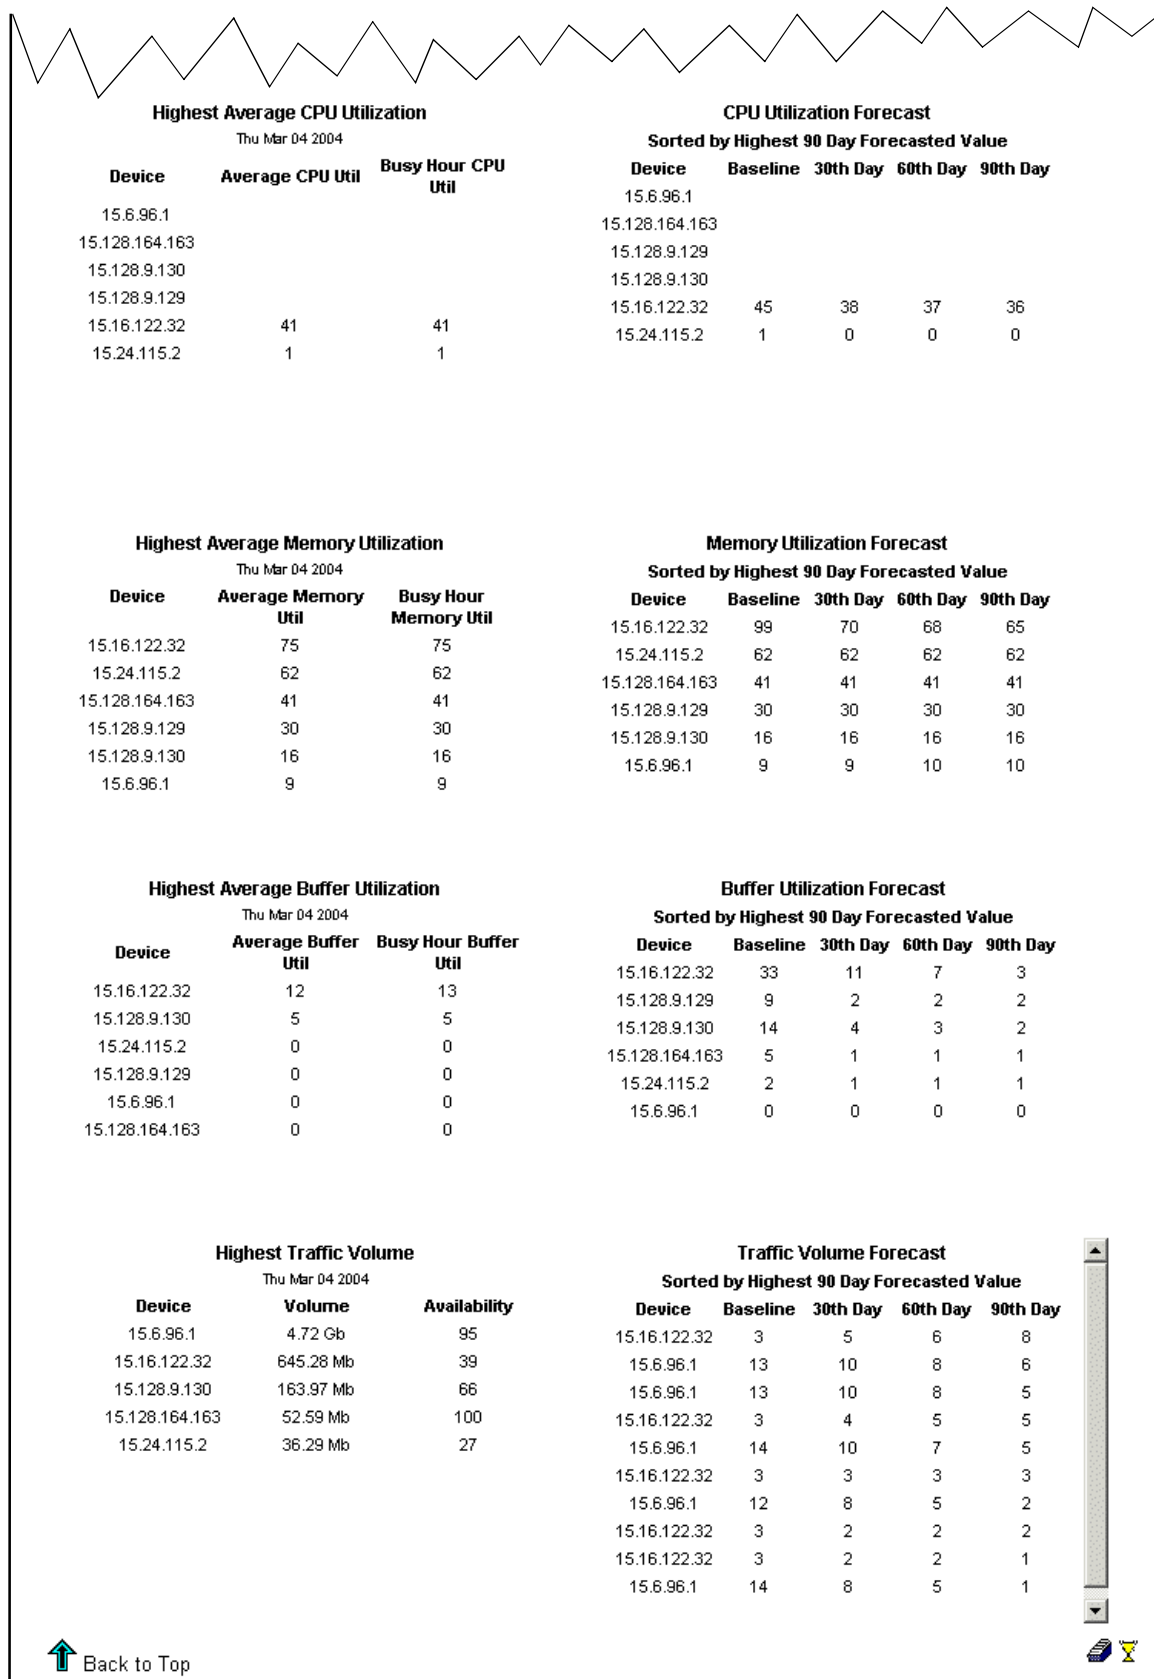 Highest Average CPU Utilization
Thu Mar 04 2004
Device Average CPU Util Busy Hour CPU Util
15.6.96.1
15.128.164.163
15.128.9.130
15.128.9.129
15.16.122.32 41 41
15.24.115.2 1 1
CPU Utilization Forecast
Sorted by Highest 90 Day Forecasted Value
Device Baseline 30th Day 60th Day 90th Day
15.6.96.1
15.128.164.163
15.128.9.129
15.128.9.130
15.16.122.32 45 38 37 36
15.24.115.2 1 0 0 0
Highest Average Memory Utilization
Thu Mar 04 2004
Device Average Memory Util Busy Hour Memory Util
15.16.122.32 75 75
15.24.115.2 62 62
15.128.164.163 41 41
15.128.9.129 30 30
15.128.9.130 16 16
15.6.96.1 9 9
Memory Utilization Forecast
Sorted by Highest 90 Day Forecasted Value
Device Baseline 30th Day 60th Day 90th Day
15.16.122.32 99 70 68 65
15.24.115.2 62 62 62 62
15.128.164.163 41 41 41 41
15.128.9.129 30 30 30 30
15.128.9.130 16 16 16 16
15.6.96.1 9 9 10 10
Highest Average Buffer Utilization
Thu Mar 04 2004
Device Average Buffer Util Busy Hour Buffer Util
15.16.122.32 12 13
15.128.9.130 5 5
15.24.115.2 0 0
15.128.9.129 0 0
15.6.96.1 0 0
15.128.164.163 0 0
Buffer Utilization Forecast
Sorted by Highest 90 Day Forecasted Value
Device Baseline 30th Day 60th Day 90th Day
15.16.122.32 33 11 7 3
15.128.9.129 9 2 2 2
15.128.9.130 14 4 3 2
15.128.164.163 5 1 1 1
15.24.115.2 2 1 1 1
15.6.96.1 0 0 0 0
Highest Traffic Volume
Thu Mar 04 2004
Device Volume Availability
15.6.96.1 4.72 Gb 95
15.16.122.32 645.28 Mb 39
15.128.9.130 163.97 Mb 66
15.128.164.163 52.59 Mb 100
15.24.115.2 36.29 Mb 27
Traffic Volume Forecast
Sorted by Highest 90 Day Forecasted Value
Device Baseline 30th Day 60th Day 90th Day
15.16.122.32 3 5 6 8
15.6.96.1 13 10 8 6
15.6.96.1 13 10 8 5
15.16.122.32 3 4 5 5
15.6.96.1 14 10 7 5
15.16.122.32 3 3 3 3
15.6.96.1 12 8 5 2
15.16.122.32 3 2 2 2
15.16.122.32 3 2 2 1
15.6.96.1 14 8 5 1
Back to Top